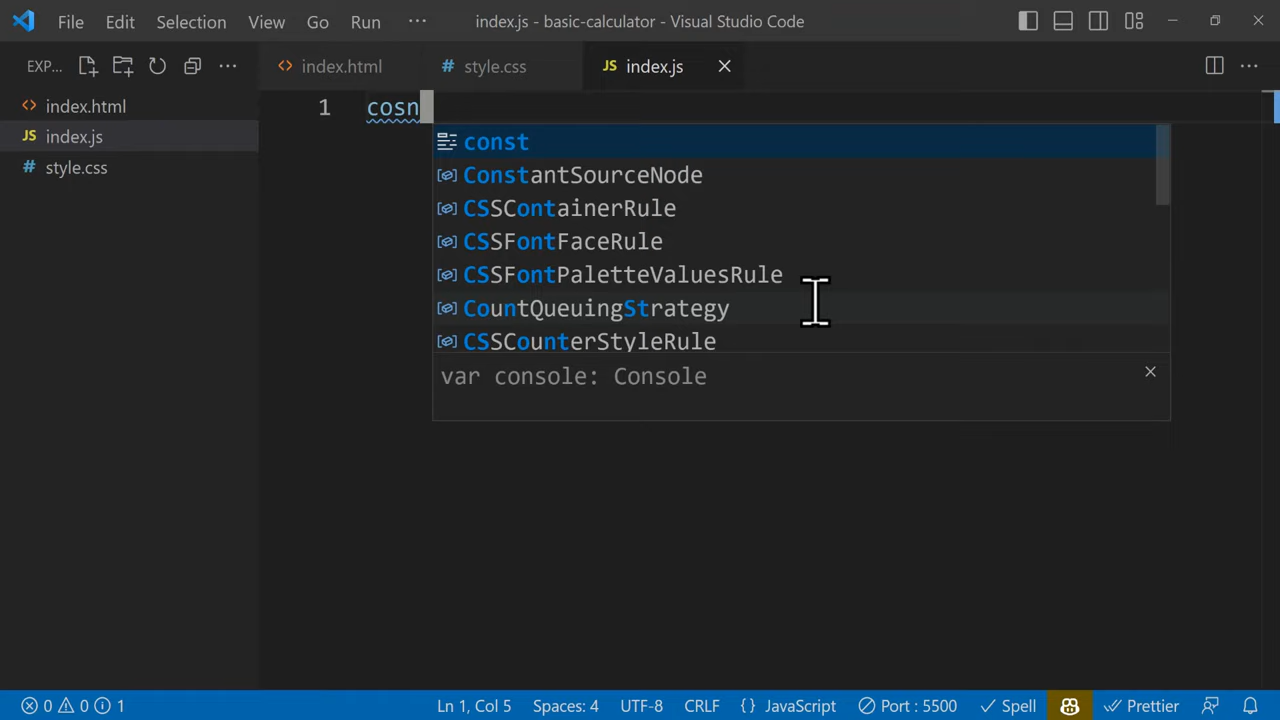 File Edit Selection View Go Run ··· index.js - basic-calculator - Visual Studio Code
EXP... ··· <> index.html # style.css JS index.js ···
<> index.html
JS index.js
# style.css
1 cosn
const
ConstantSourceNode
CSSContainerRule
CSSFontFaceRule
CSSFontPaletteValuesRule
CountQueuingStrategy
CSSCounterStyleRule
var console: Console
0 0 1 Ln 1, Col 5 Spaces: 4 UTF-8 CRLF {} JavaScript Port : 5500 Spell Prettier